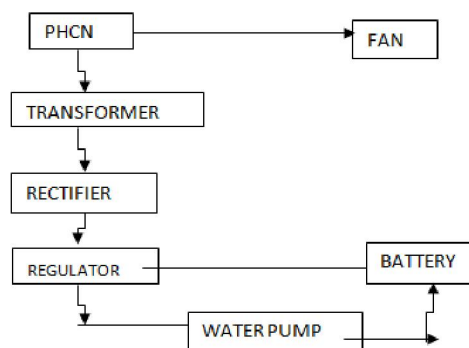 PHCN
FAN
TRANSFORMER
RECTIFIER
REGULATOR
BATTERY
WATER PUMP